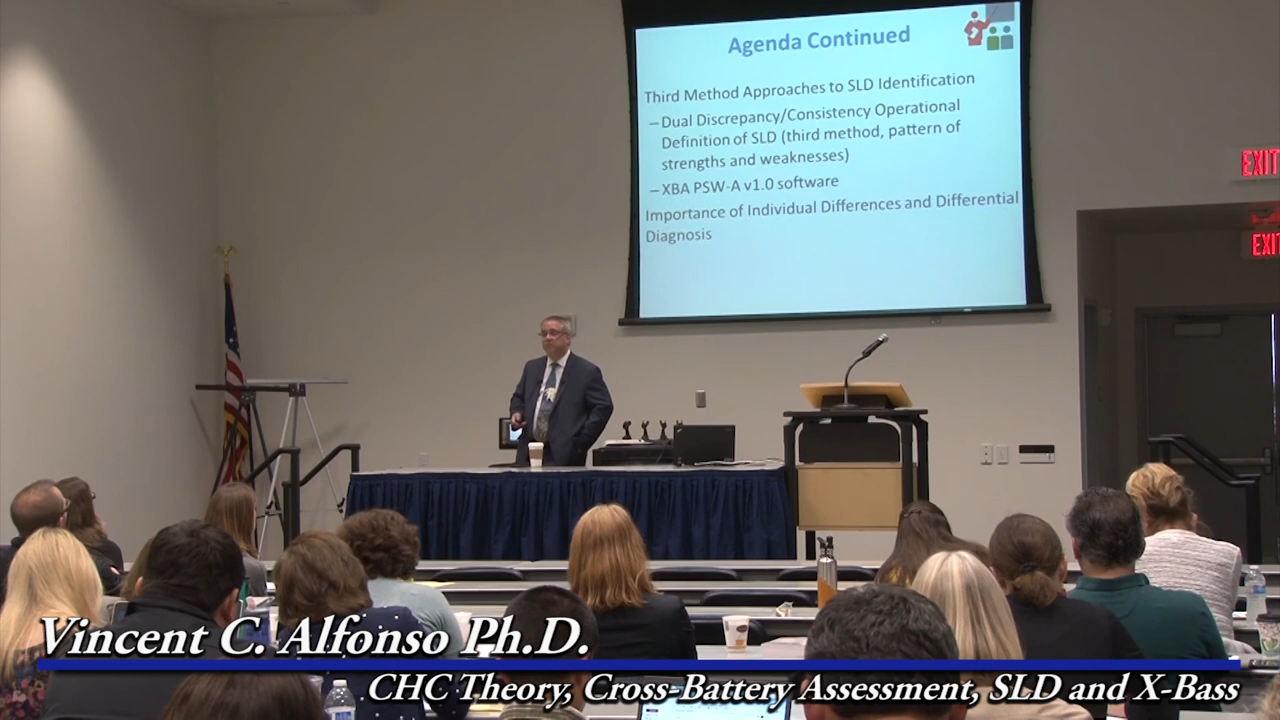 Agenda Continued
Third Method Approaches to SLD Identification
–Dual Discrepancy/Consistency Operational
Definition of SLD (third method, pattern of
strengths and weaknesses)
–XBA PSW-A v1.0 software
Importance of Individual Differences and Differential
Diagnosis
EXIT
EXIT
Vincent C. Alfonso Ph.D.
CHC Theory, Cross-Battery Assessment, SLD and X-Bass